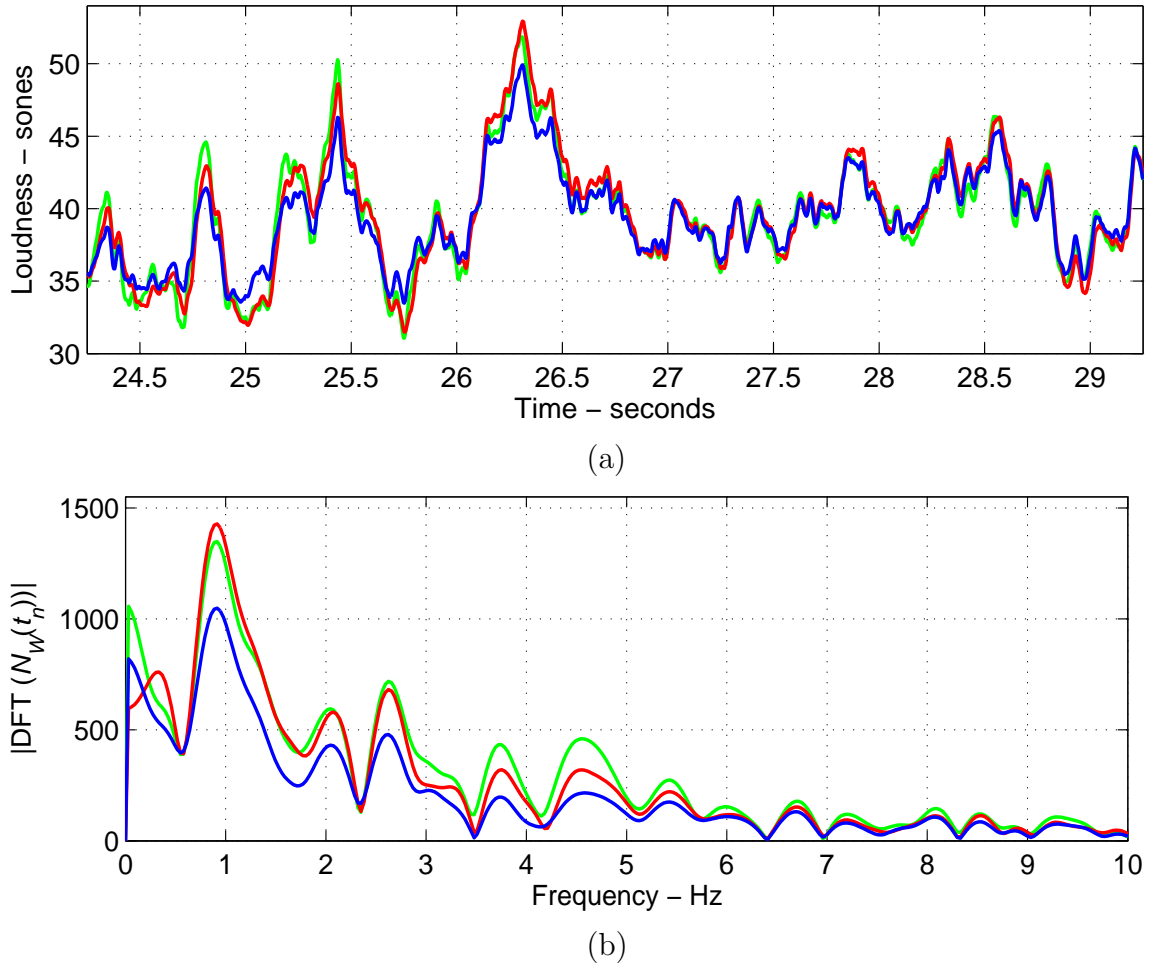 Loudness – sones
50
45
40
35
30
24.5 25 25.5 26 26.5 27 27.5 28 28.5 29
Time – seconds
(a)
|DFT (N_W(t_n))|
1500
1000
500
0
0 1 2 3 4 5 6 7 8 9 10
Frequency – Hz
(b)